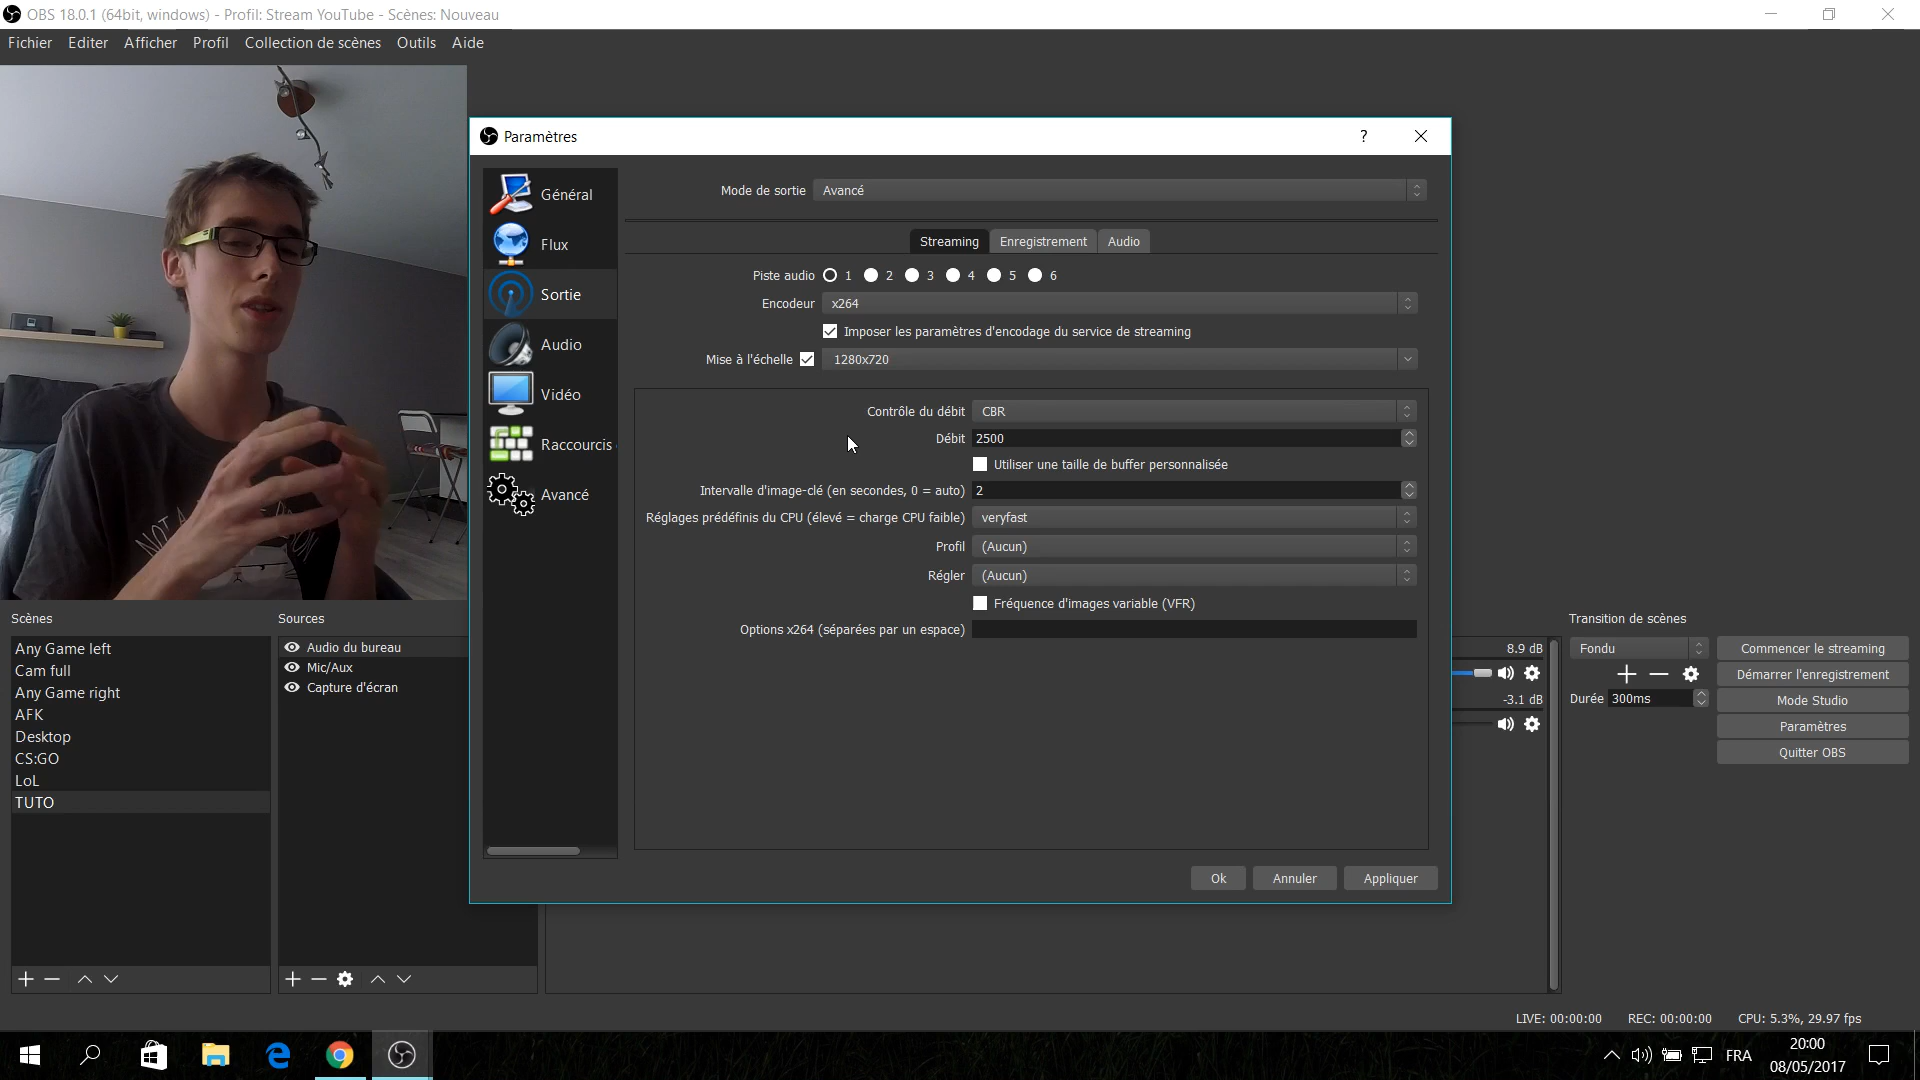 OBS 18.0.1 (64bit, windows) - Profil: Stream YouTube - Scènes: Nouveau
Fichier Editer Afficher Profil Collection de scènes Outils Aide
Paramètres ?
Général
Flux
Sortie
Audio
Vidéo
Raccourcis
Avancé
Mode de sortie Avancé
Streaming Enregistrement Audio
Piste audio 1 2 3 4 5 6
Encodeur x264
Imposer les paramètres d'encodage du service de streaming
Mise à l'échelle 1280x720
Contrôle du débit CBR
Débit 2500
Utiliser une taille de buffer personnalisée
Intervalle d'image-clé (en secondes, 0 = auto) 2
Réglages prédéfinis du CPU (élevé = charge CPU faible) veryfast
Profil (Aucun)
Régler (Aucun)
Fréquence d'images variable (VFR)
Options x264 (séparées par un espace)
Ok Annuler Appliquer
Scènes
Any Game left
Cam full
Any Game right
AFK
Desktop
CS:GO
LoL
TUTO
Sources
Audio du bureau
Mic/Aux
Capture d'écran
8.9 dB
-3.1 dB
Transition de scènes
Fondu
Durée 300ms
Commencer le streaming
Démarrer l'enregistrement
Mode Studio
Paramètres
Quitter OBS
LIVE: 00:00:00 REC: 00:00:00 CPU: 5.3%, 29.97 fps
FRA
20:00
08/05/2017